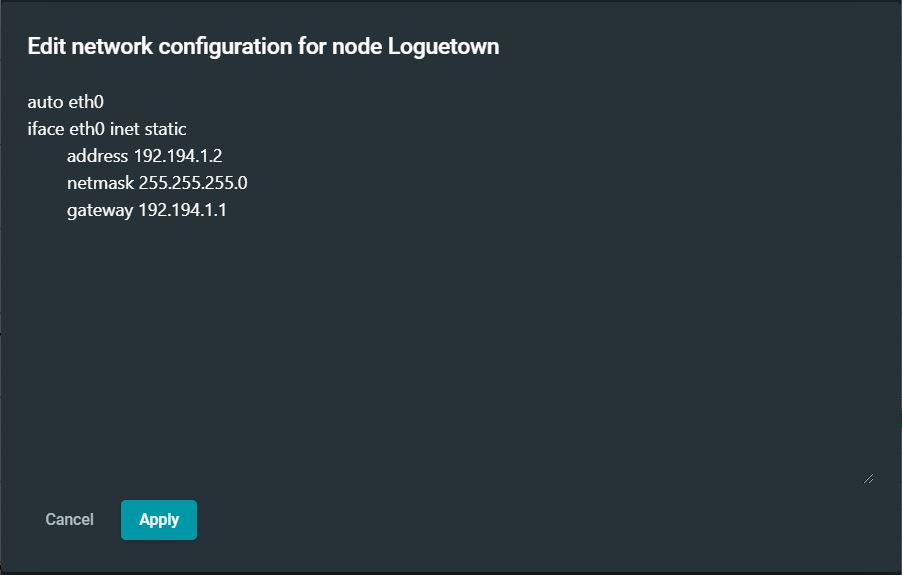 Edit network configuration for node Loguetown
auto eth0
iface eth0 inet static
address 192.194.1.2
netmask 255.255.255.0
gateway 192.194.1.1
Cancel
Apply